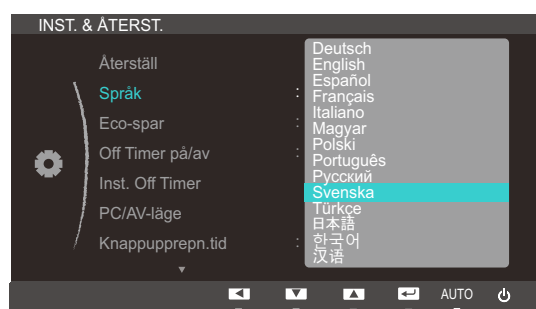 INST. & ÅTERST.
Återställ
Språk :
Eco-spar :
Off Timer på/av :
Inst. Off Timer
PC/AV-läge
Knappupprepn.tid :
Deutsch
English
Español
Français
Italiano
Magyar
Polski
Português
Русский
Svenska
Türkçe
日本語
한국어
汉语
AUTO